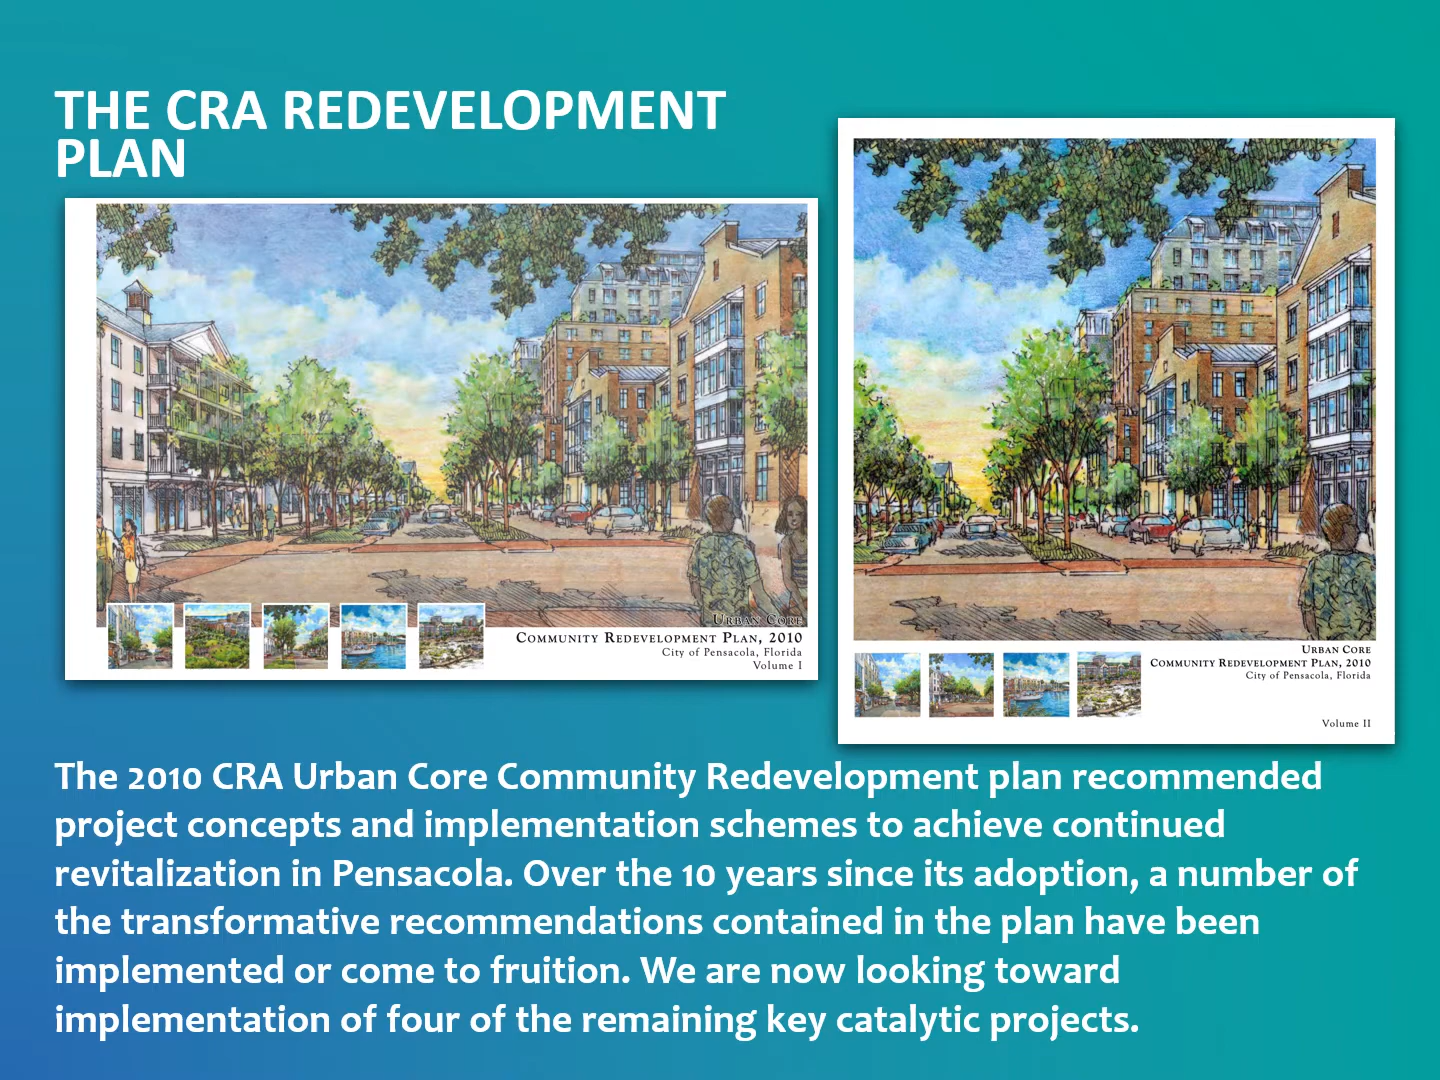 THE CRA REDEVELOPMENT
PLAN
URBAN CORE
COMMUNITY REDEVELOPMENT PLAN, 2010
City of Pensacola, Florida
Volume I
URBAN CORE
COMMUNITY REDEVELOPMENT PLAN, 2010
City of Pensacola, Florida
Volume II
The 2010 CRA Urban Core Community Redevelopment plan recommended
project concepts and implementation schemes to achieve continued
revitalization in Pensacola. Over the 10 years since its adoption, a number of
the transformative recommendations contained in the plan have been
implemented or come to fruition. We are now looking toward
implementation of four of the remaining key catalytic projects.